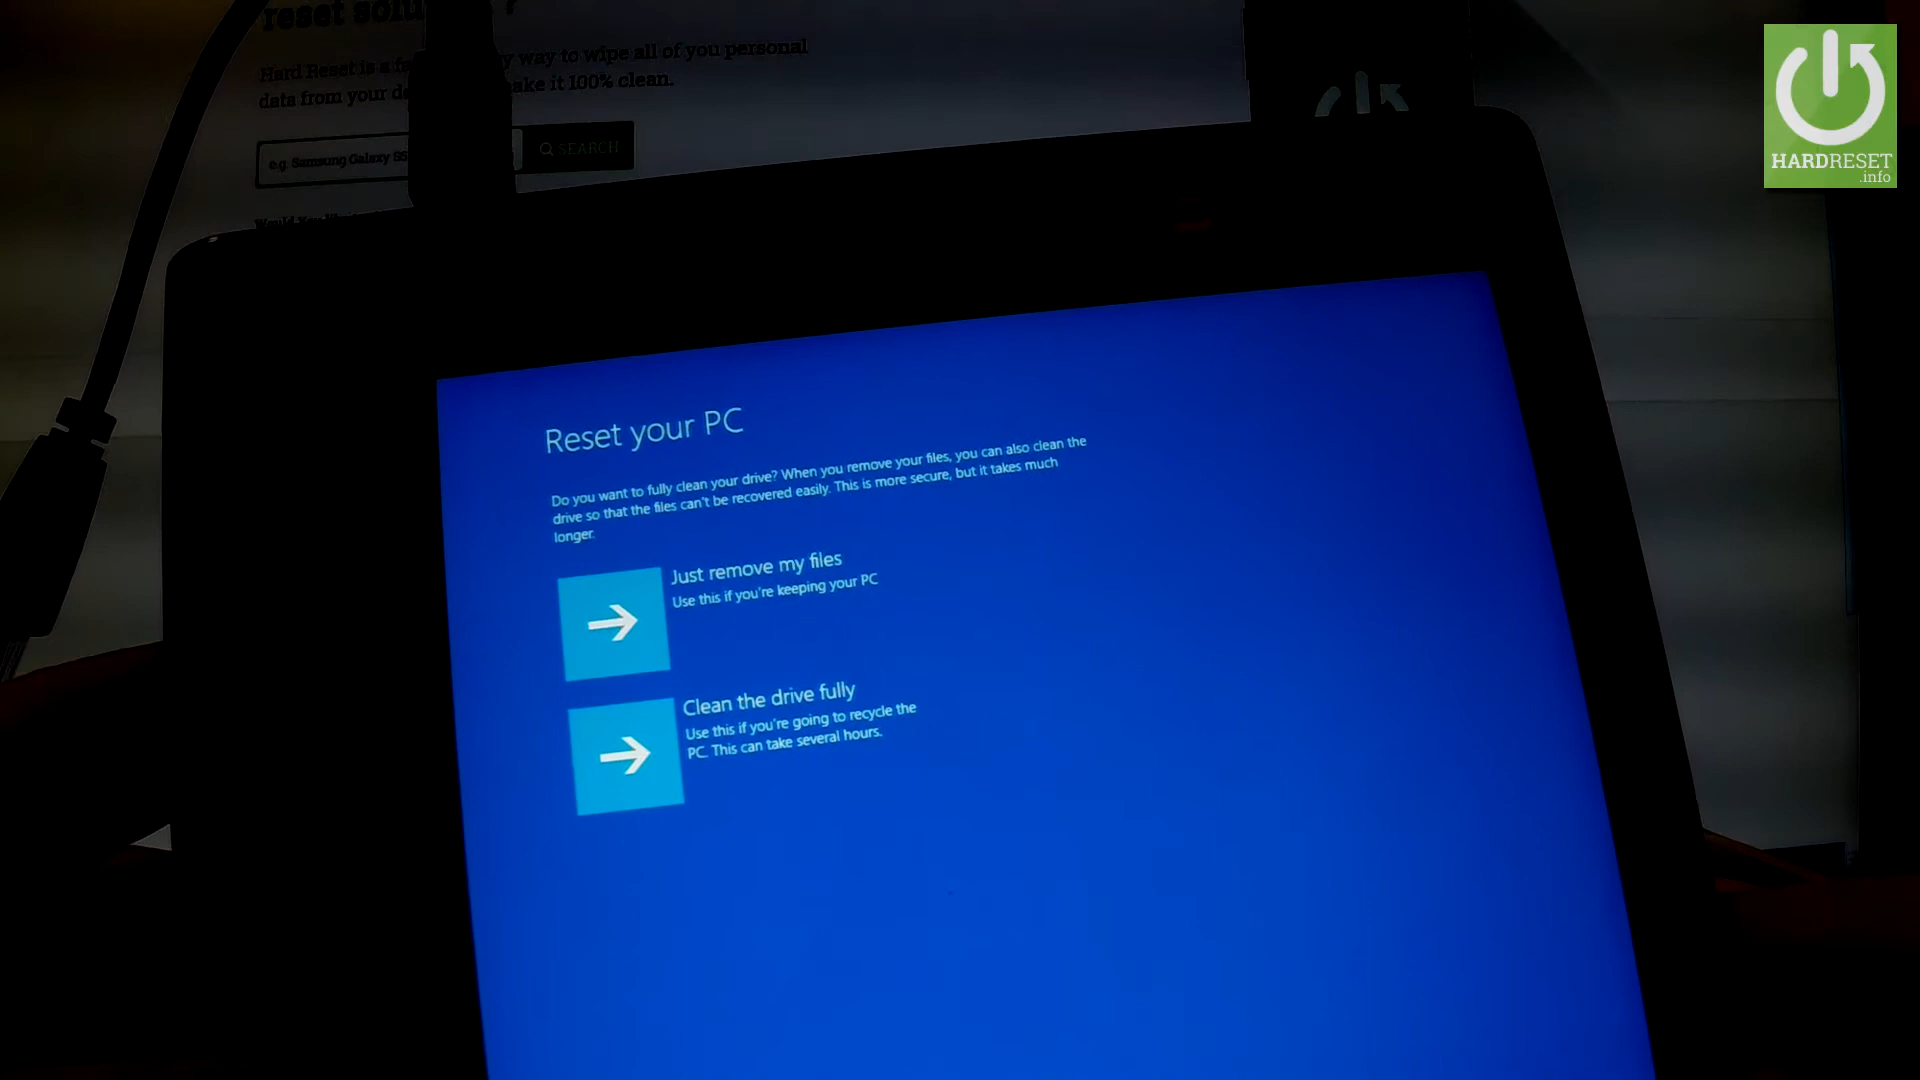 reset
Hard Reset is a way to wipe all of you personal
data from your make it 100% clean.
e.g. Samsung Galaxy S5
SEARCH
HARDRESET
.info
Reset your PC
Do you want to fully clean your drive? When you remove your files, you can also clean the
drive so that the files can't be recovered easily. This is more secure, but it takes much
longer.
Just remove my files
Use this if you're keeping your PC
Clean the drive fully
Use this if you're going to recycle the
PC. This can take several hours.